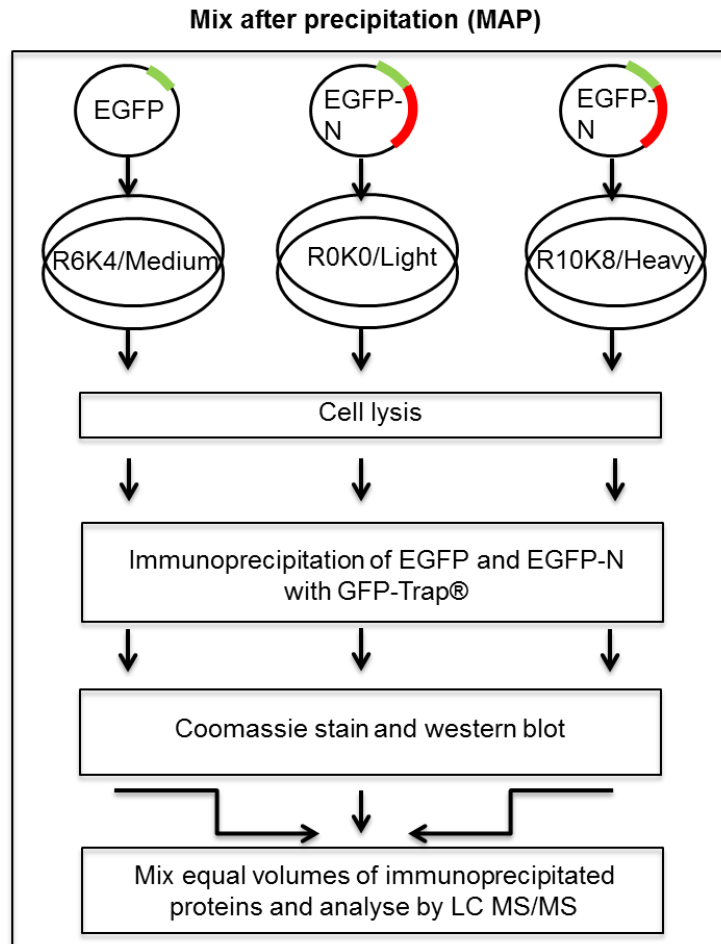 Mix after precipitation (MAP)
EGFP
EGFP-
N
EGFP-
N
R6K4/Medium
R0K0/Light
R10K8/Heavy
Cell lysis
Immunoprecipitation of EGFP and EGFP-N
with GFP-Trap®
Coomassie stain and western blot
Mix equal volumes of immunoprecipitated
proteins and analyse by LC MS/MS